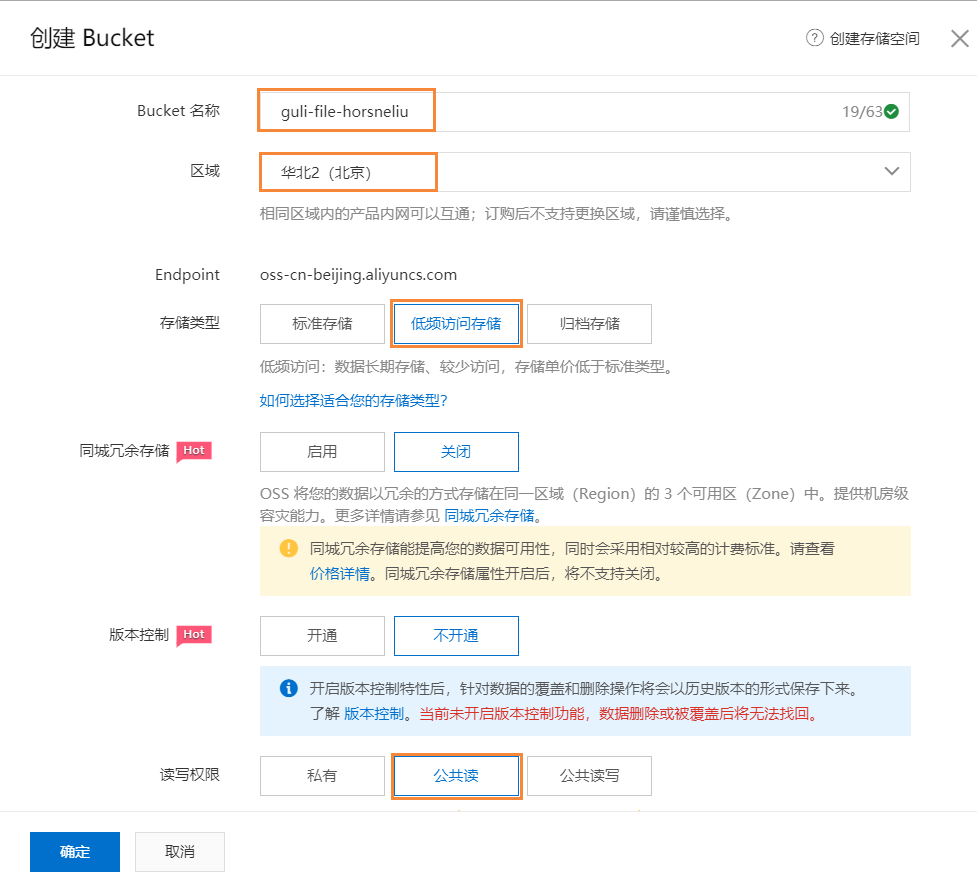 创建 Bucket
? 创建存储空间
Bucket 名称
guli-file-horsneliu
19/63
区域
华北2（北京）
相同区域内的产品内网可以互通；订购后不支持更换区域，请谨慎选择。
Endpoint
oss-cn-beijing.aliyuncs.com
存储类型
标准存储
低频访问存储
归档存储
低频访问：数据长期存储、较少访问，存储单价低于标准类型。
如何选择适合您的存储类型?
同城冗余存储 Hot
启用
关闭
OSS 将您的数据以冗余的方式存储在同一区域（Region）的 3 个可用区（Zone）中。提供机房级
容灾能力。更多详情请参见 同城冗余存储。
同城冗余存储能提高您的数据可用性，同时会采用相对较高的计费标准。请查看
价格详情。同城冗余存储属性开启后，将不支持关闭。
版本控制 Hot
开通
不开通
开启版本控制特性后，针对数据的覆盖和删除操作将会以历史版本的形式保存下来。
了解 版本控制。当前未开启版本控制功能，数据删除或被覆盖后将无法找回。
读写权限
私有
公共读
公共读写
确定
取消